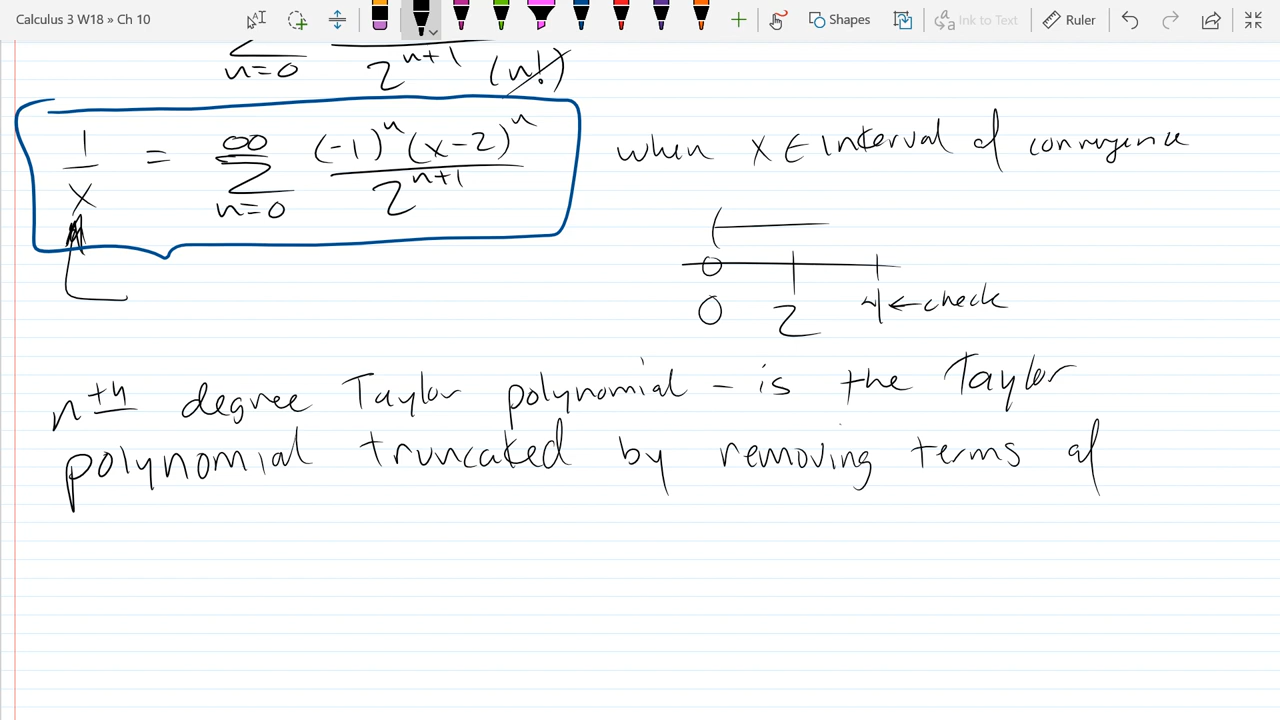 Calculus 3 W18 » Ch 10
Shapes
Ink to Text
Ruler
n=0 2^{n+1} (n!)
1/X = ∞ Σ n=0 (-1)^n (x-2)^n / 2^{n+1}
when X ∈ interval of convergence
0 2 4 ← check
n^{th} degree Taylor polynomial - is the Taylor
polynomial truncated by removing terms of